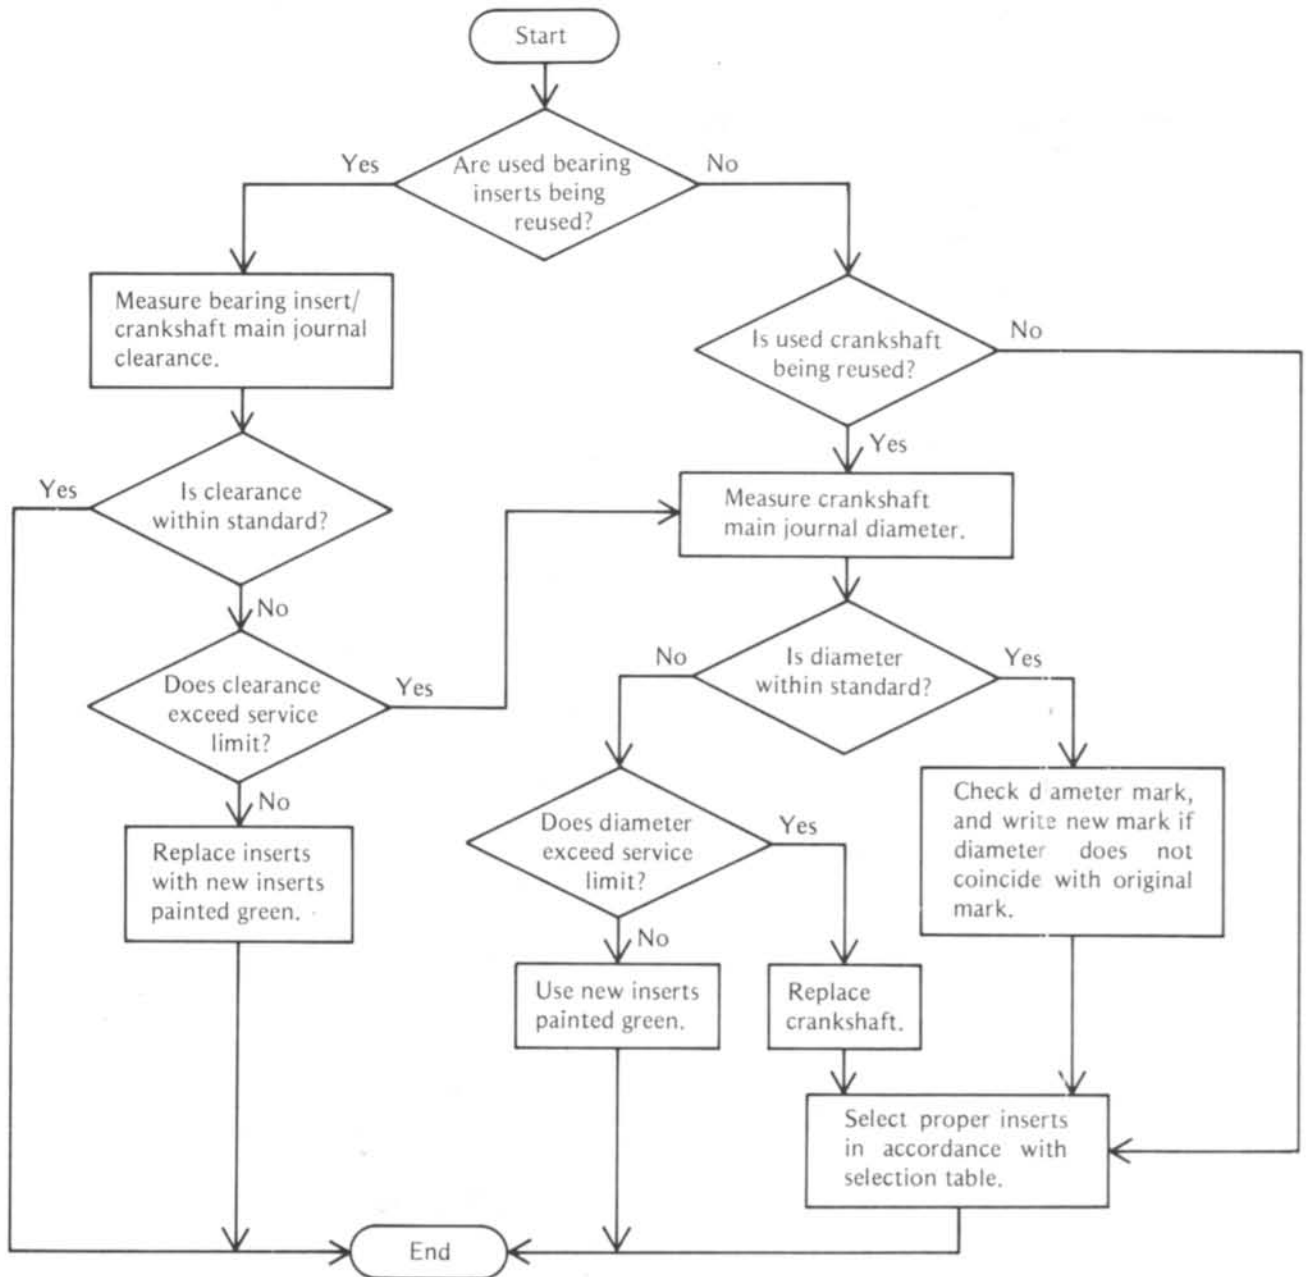 Start
Are used bearing
inserts being
reused?
Yes
No
Measure bearing insert/
crankshaft main journal
clearance.
Is used crankshaft
being reused?
No
Yes
Is clearance
within standard?
Yes
No
Measure crankshaft
main journal diameter.
Does clearance
exceed service
limit?
Yes
No
Is diameter
within standard?
No
Yes
Replace inserts
with new inserts
painted green.
Does diameter
exceed service
limit?
Yes
No
Check d ameter mark,
and write new mark if
diameter does not
coincide with original
mark.
Use new inserts
painted green.
Replace
crankshaft.
Select proper inserts
in accordance with
selection table.
End